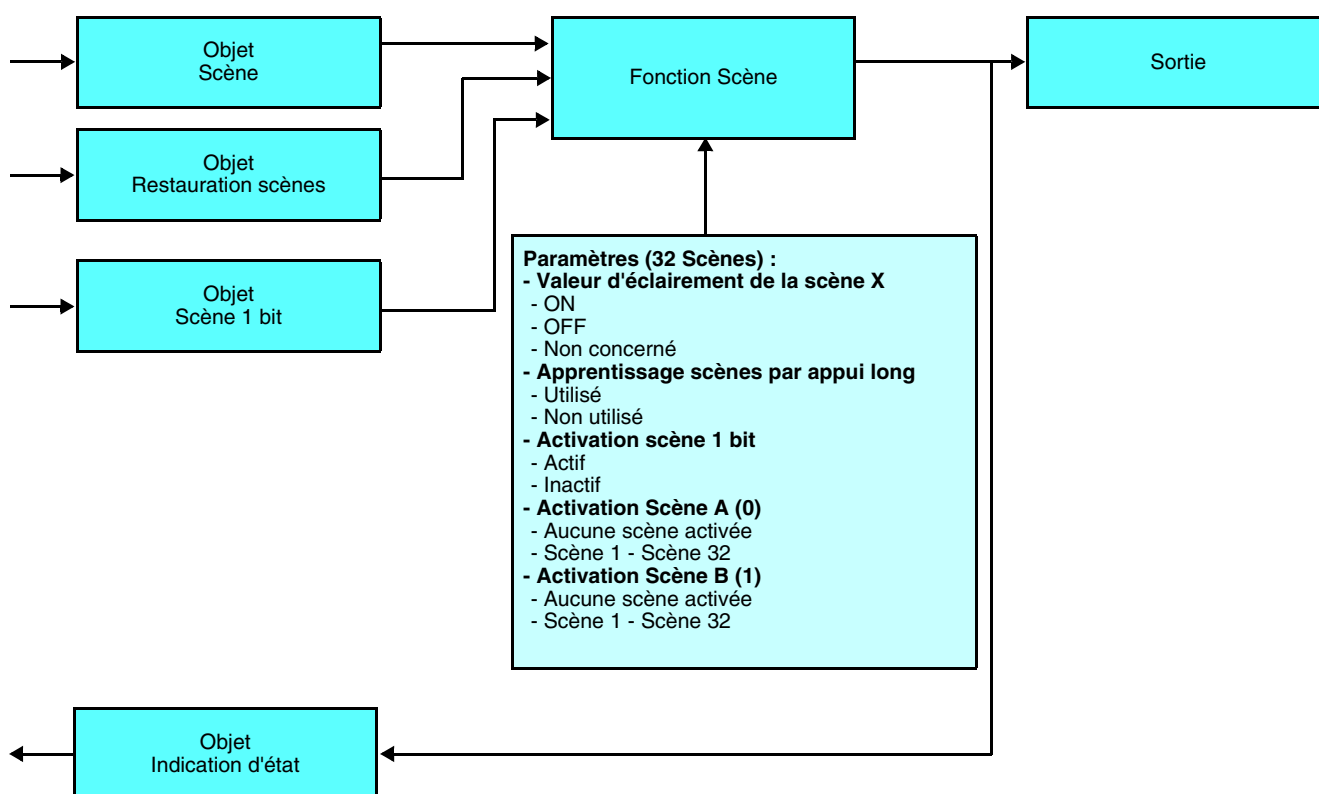 Objet
Scène
Fonction Scène
Sortie
Objet
Restauration scènes
Objet
Scène 1 bit
Paramètres (32 Scènes) :
- Valeur d'éclairement de la scène X
- ON
- OFF
- Non concerné
- Apprentissage scènes par appui long
- Utilisé
- Non utilisé
- Activation scène 1 bit
- Actif
- Inactif
- Activation Scène A (0)
- Aucune scène activée
- Scène 1 - Scène 32
- Activation Scène B (1)
- Aucune scène activée
- Scène 1 - Scène 32
Objet
Indication d'état